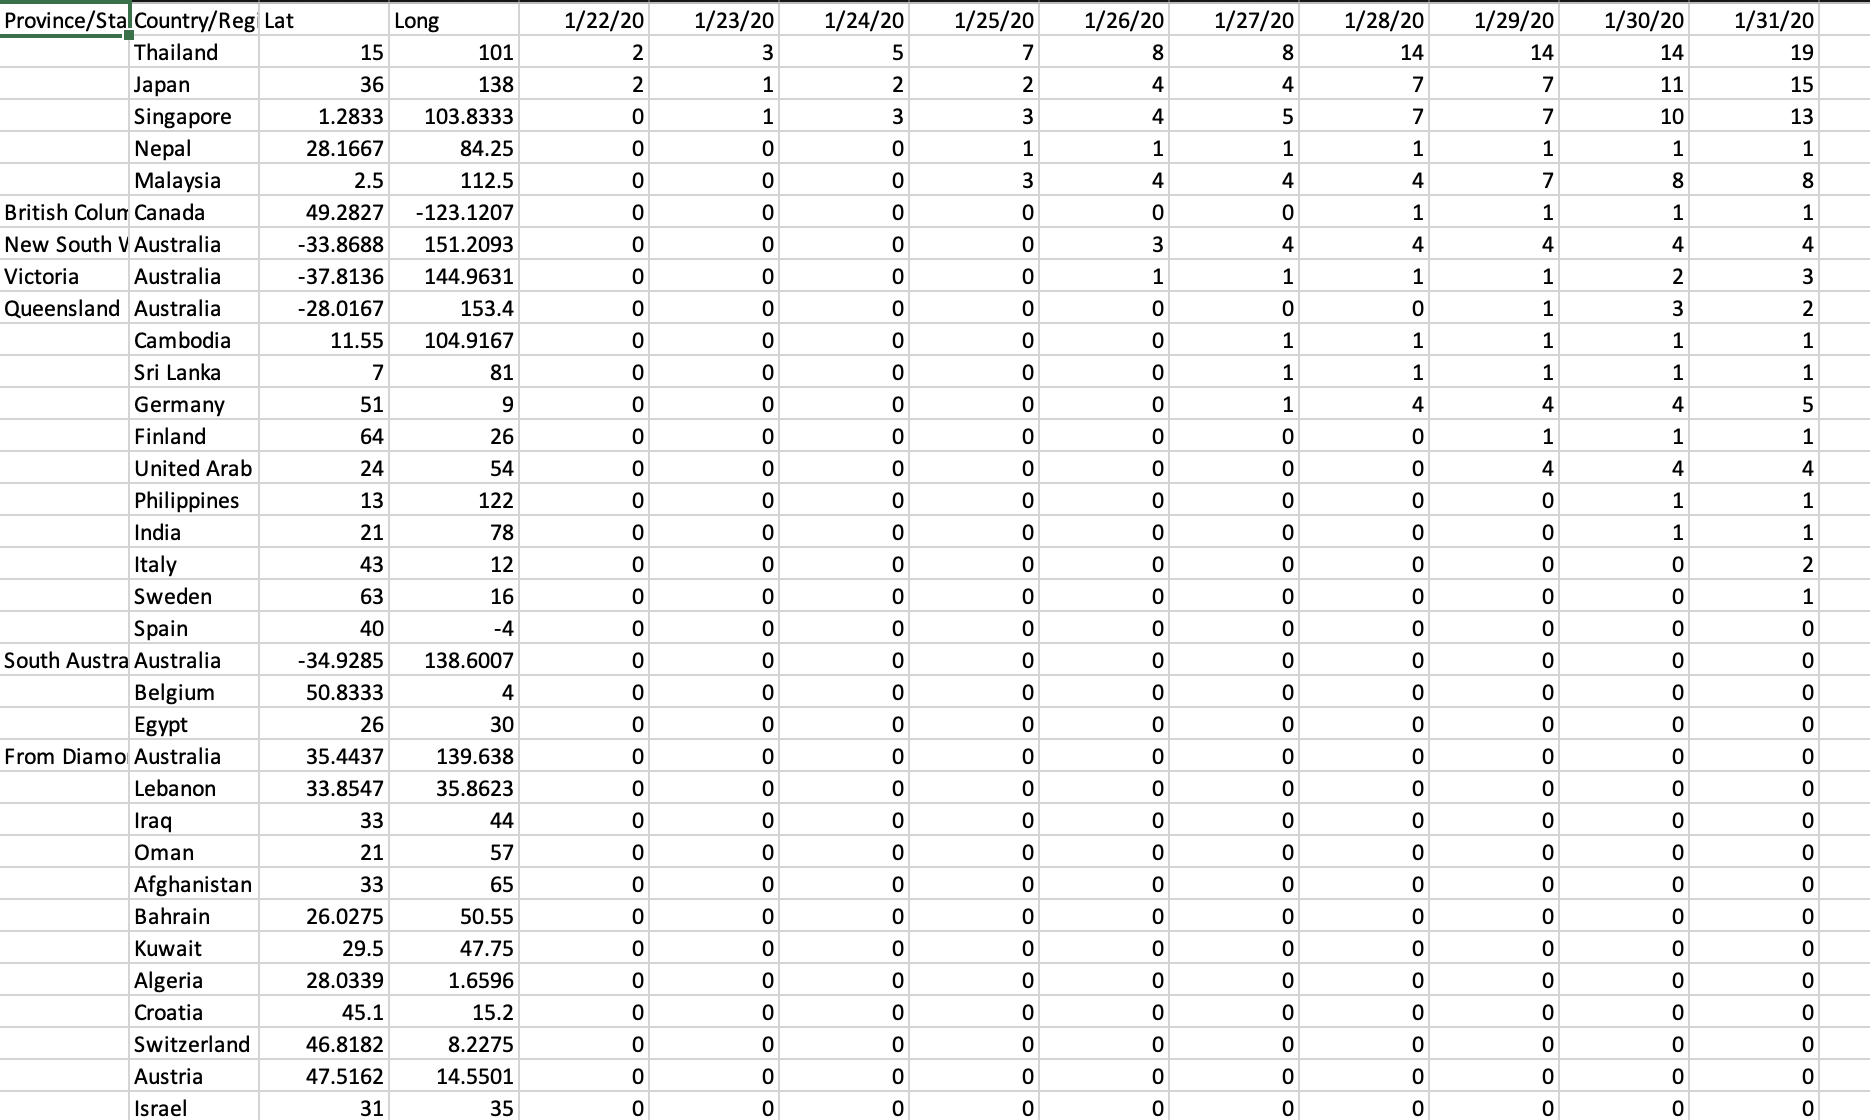 Province/Sta Country/Regi Lat Long 1/22/20 1/23/20 1/24/20 1/25/20 1/26/20 1/27/20 1/28/20 1/29/20 1/30/20 1/31/20
Thailand 15 101 2 3 5 7 8 8 14 14 14 19
Japan 36 138 2 1 2 2 4 4 7 7 11 15
Singapore 1.2833 103.8333 0 1 3 3 4 5 7 7 10 13
Nepal 28.1667 84.25 0 0 0 1 1 1 1 1 1 1
Malaysia 2.5 112.5 0 0 0 3 4 4 4 7 8 8
British Colum Canada 49.2827 -123.1207 0 0 0 0 0 0 1 1 1 1
New South W Australia -33.8688 151.2093 0 0 0 0 3 4 4 4 4 4
Victoria Australia -37.8136 144.9631 0 0 0 0 1 1 1 1 2 3
Queensland Australia -28.0167 153.4 0 0 0 0 0 0 0 1 3 2
Cambodia 11.55 104.9167 0 0 0 0 0 1 1 1 1 1
Sri Lanka 7 81 0 0 0 0 0 1 1 1 1 1
Germany 51 9 0 0 0 0 0 1 4 4 4 5
Finland 64 26 0 0 0 0 0 0 0 1 1 1
United Arab 24 54 0 0 0 0 0 0 0 4 4 4
Philippines 13 122 0 0 0 0 0 0 0 0 1 1
India 21 78 0 0 0 0 0 0 0 0 1 1
Italy 43 12 0 0 0 0 0 0 0 0 0 2
Sweden 63 16 0 0 0 0 0 0 0 0 0 1
Spain 40 -4 0 0 0 0 0 0 0 0 0 0
South Austra Australia -34.9285 138.6007 0 0 0 0 0 0 0 0 0 0
Belgium 50.8333 4 0 0 0 0 0 0 0 0 0 0
Egypt 26 30 0 0 0 0 0 0 0 0 0 0
From Diamo Australia 35.4437 139.638 0 0 0 0 0 0 0 0 0 0
Lebanon 33.8547 35.8623 0 0 0 0 0 0 0 0 0 0
Iraq 33 44 0 0 0 0 0 0 0 0 0 0
Oman 21 57 0 0 0 0 0 0 0 0 0 0
Afghanistan 33 65 0 0 0 0 0 0 0 0 0 0
Bahrain 26.0275 50.55 0 0 0 0 0 0 0 0 0 0
Kuwait 29.5 47.75 0 0 0 0 0 0 0 0 0 0
Algeria 28.0339 1.6596 0 0 0 0 0 0 0 0 0 0
Croatia 45.1 15.2 0 0 0 0 0 0 0 0 0 0
Switzerland 46.8182 8.2275 0 0 0 0 0 0 0 0 0 0
Austria 47.5162 14.5501 0 0 0 0 0 0 0 0 0 0
Israel 31 35 0 0 0 0 0 0 0 0 0 0